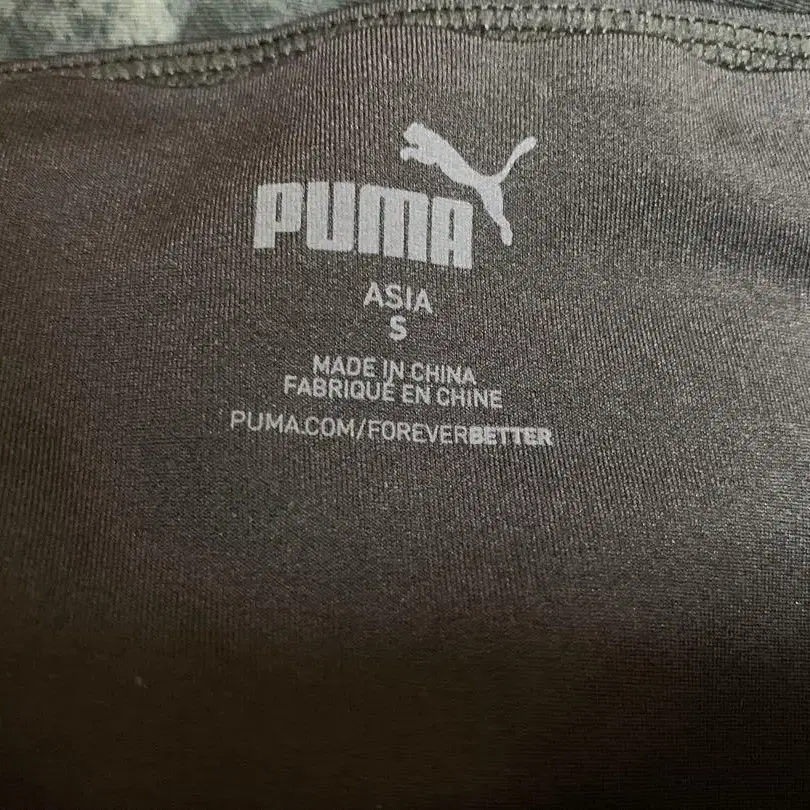 PUMA
ASIA
S
MADE IN CHINA
FABRIQUÉ EN CHINE
PUMA.COM/FOREVERBETTER